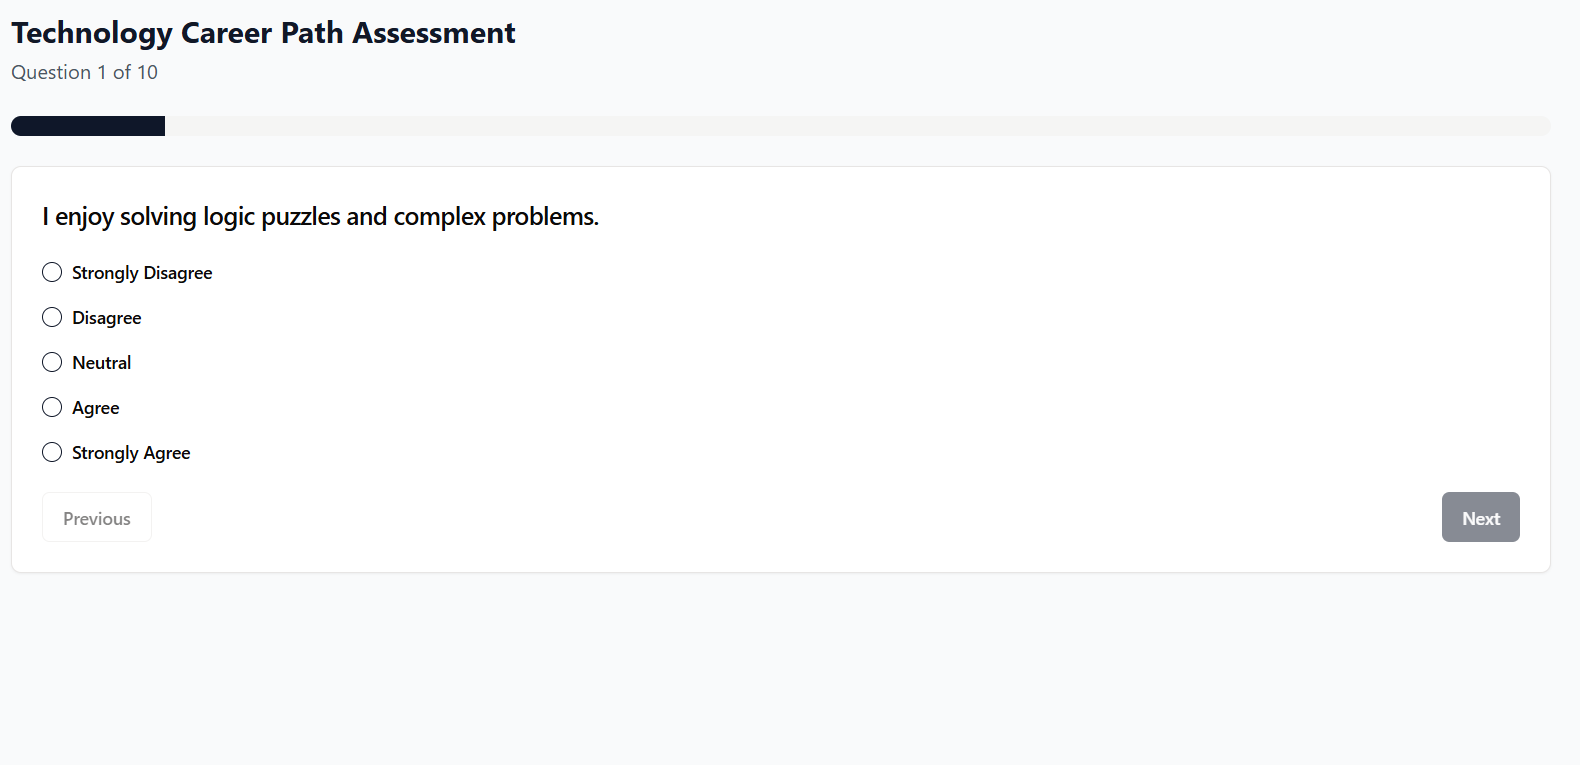 Technology Career Path Assessment
Question 1 of 10
I enjoy solving logic puzzles and complex problems.
Strongly Disagree
Disagree
Neutral
Agree
Strongly Agree
Previous
Next